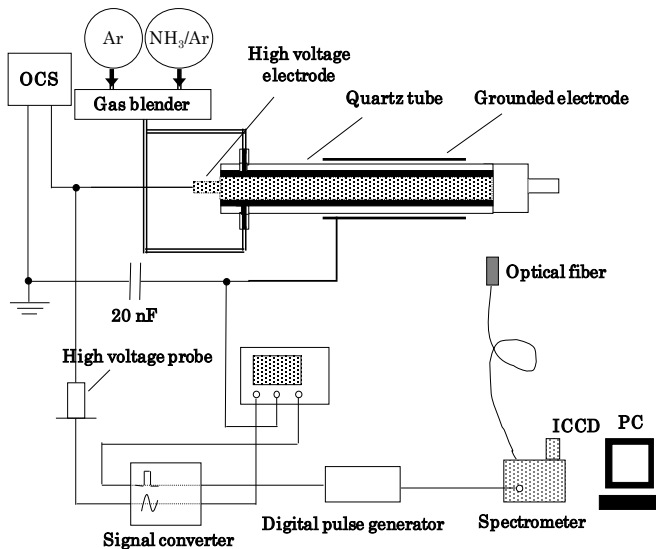 Ar
NH₃/Ar
High voltage
electrode
OCS
Gas blender
Quartz tube
Grounded electrode
Optical fiber
20 nF
High voltage probe
ICCD
PC
Signal converter
Digital pulse generator
Spectrometer